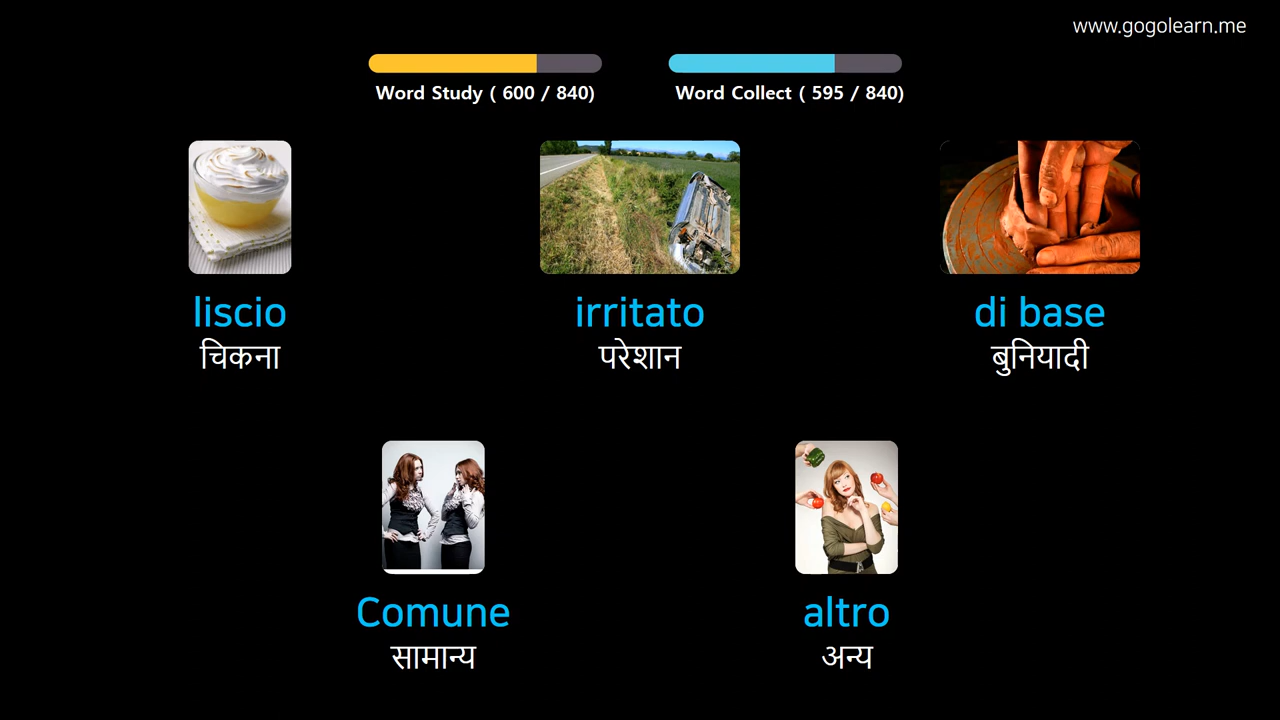 www.gogolearn.me
Word Study ( 600 / 840)
Word Collect ( 595 / 840)
liscio
चिकना
irritato
परेशान
di base
बुनियादी
Comune
सामान्य
altro
अन्य